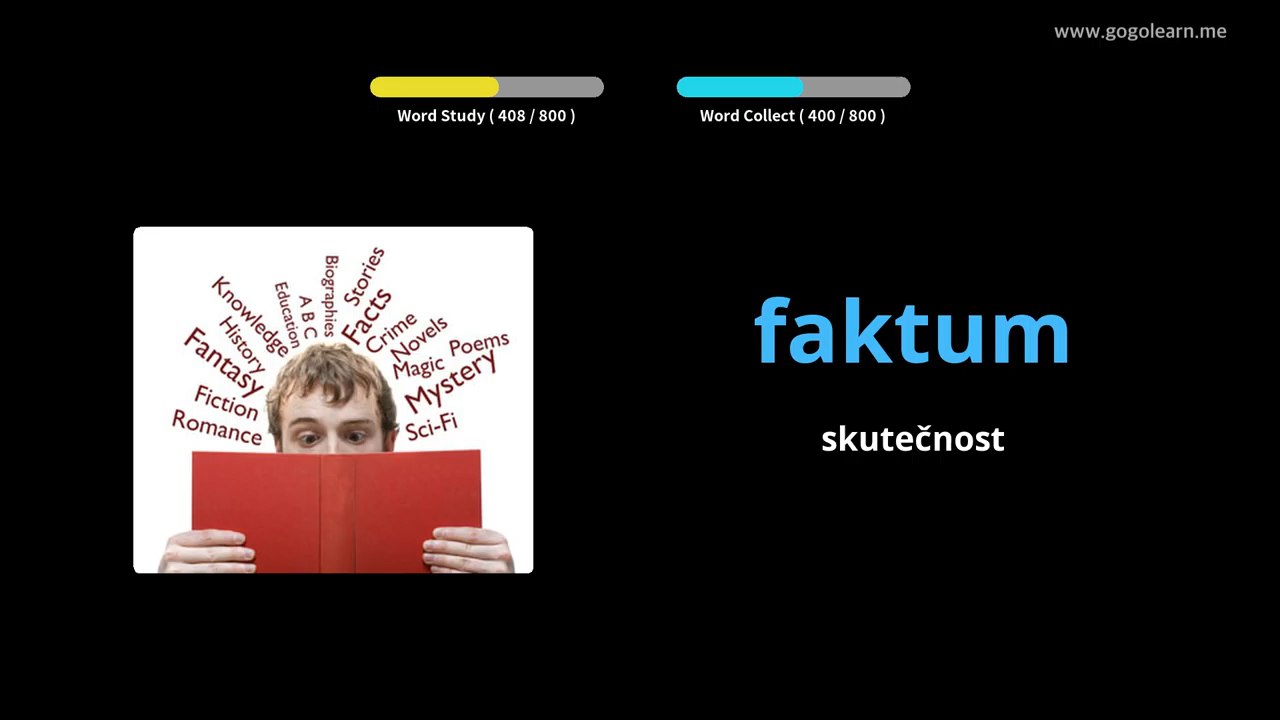 www.gogolearn.me
Word Study ( 408 / 800 )
Word Collect ( 400 / 800 )
Biographies
Stories
Education
A B C
Facts
Knowledge
Crime
History
Novels
Poems
Fantasy
Magic
Mystery
Fiction
Romance
Sci-Fi
faktum
skutečnost